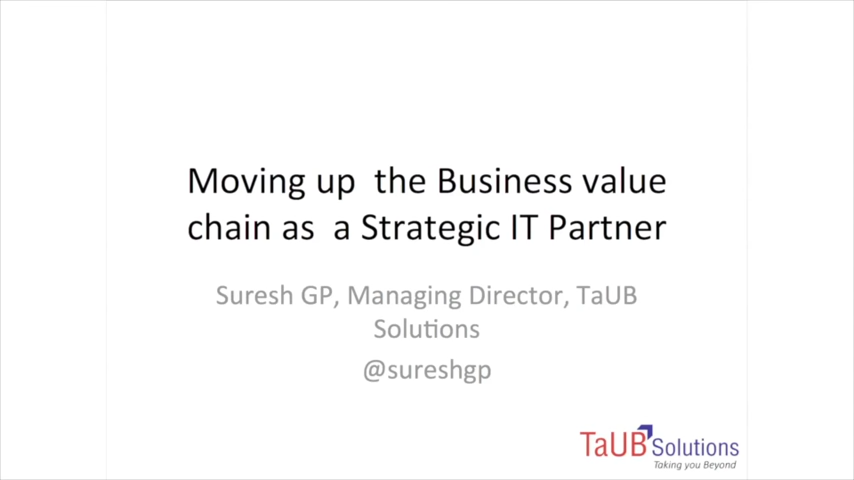 Moving up  the Business value
chain as  a Strategic IT Partner
Suresh GP, Managing Director, TaUB
Solutions
@sureshgp
TaUB Solutions
Taking you Beyond